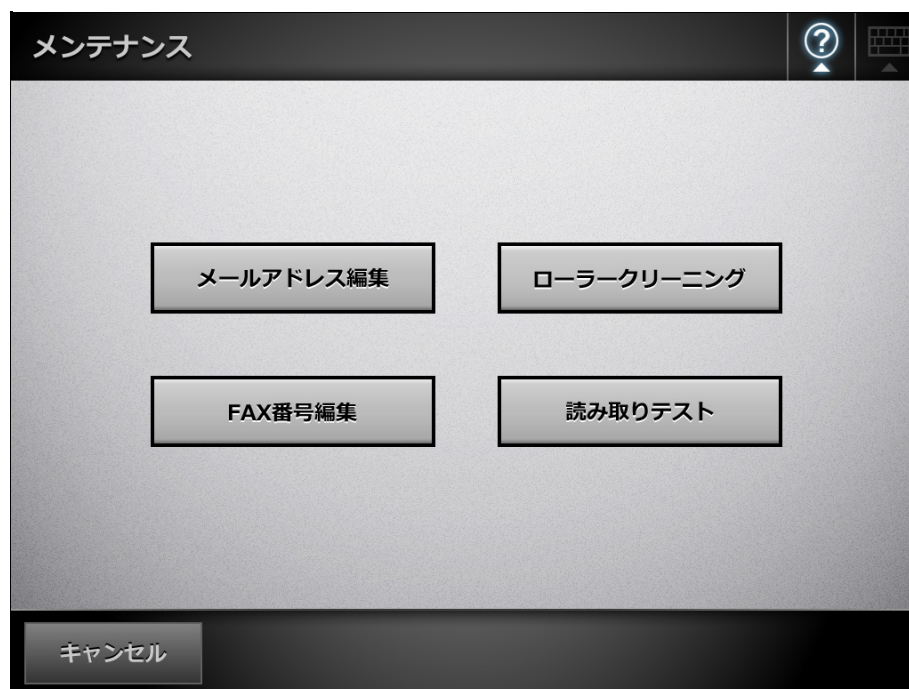 メンテナンス
?
メールアドレス編集
ローラークリーニング
FAX番号編集
読み取りテスト
キャンセル